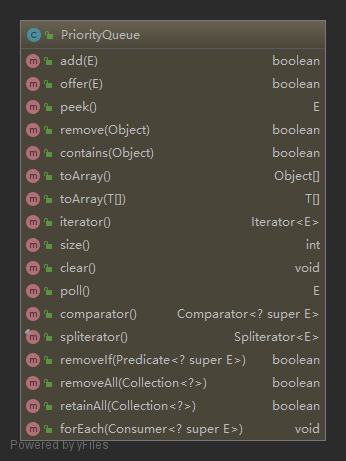 PriorityQueue
add(E) boolean
offer(E) boolean
peek() E
remove(Object) boolean
contains(Object) boolean
toArray() Object[]
toArray(T[]) T[]
iterator() Iterator<E>
size() int
clear() void
poll() E
comparator() Comparator<? super E>
spliterator() Spliterator<E>
removeIf(Predicate<? super E>) boolean
removeAll(Collection<?>) boolean
retainAll(Collection<?>) boolean
forEach(Consumer<? super E>) void
Powered by yFiles